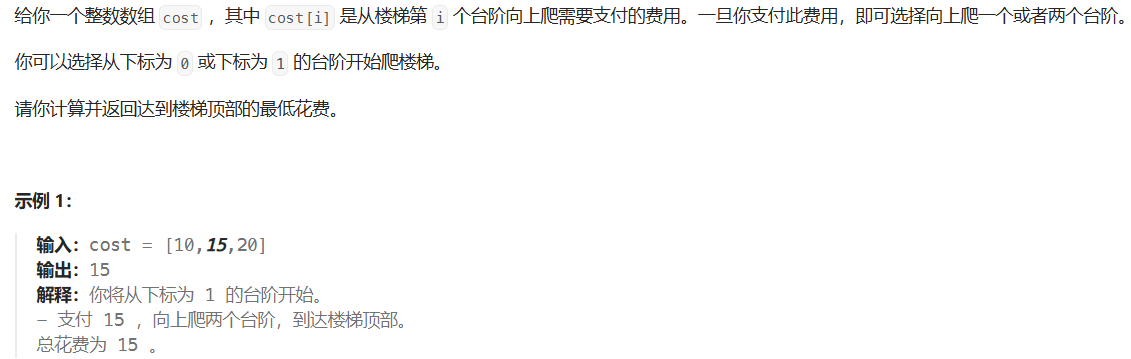 给你一个整数数组 cost ，其中 cost[i] 是从楼梯第 i 个台阶向上爬需要支付的费用。一旦你支付此费用，即可选择向上爬一个或者两个台阶。
你可以选择从下标为 0 或下标为 1 的台阶开始爬楼梯。
请你计算并返回达到楼梯顶部的最低花费。
示例 1：
输入：cost = [10,15,20]
输出：15
解释：你将从下标为 1 的台阶开始。
- 支付 15 ，向上爬两个台阶，到达楼梯顶部。
总花费为 15 。